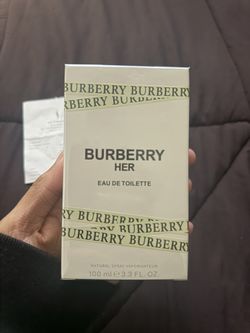 BURBERRY BURBERRY
BURBERRY BURBERRY BURBERRY
BURBERRY
HER
EAU DE TOILETTE
BURBERRY BURBERRY BURBERRY
BURBERRY BURBERRY
NATURAL SPRAY VAPORISATEUR
100 ml ℮ 3.3 FL. OZ.